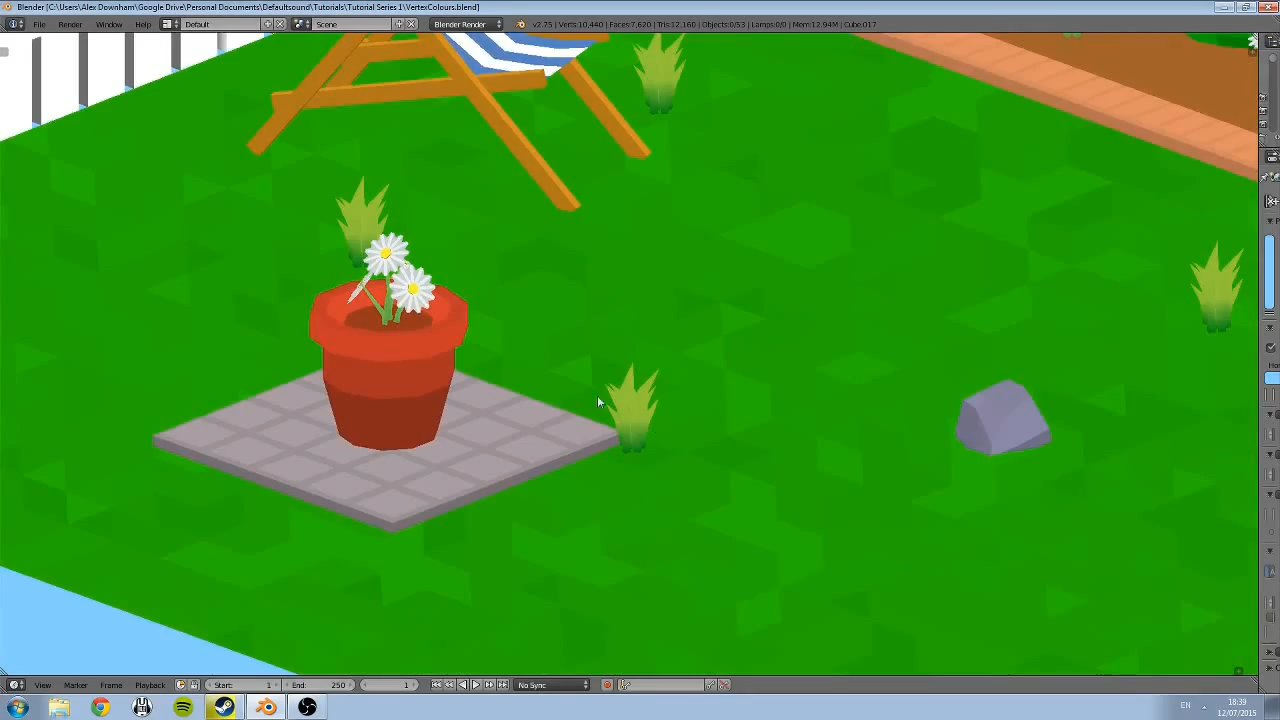 Blender [C:\Users\Alex Downham\Google Drive\Personal Documents\Defaultsound\Tutorials\Tutorial Series 1\VertexColours.blend]
File Render Window Help Default Scene Blender Render v2.75 | Verts:10,440 | Faces:7,620 | Tris:12,160 | Objects:0/53 | Lamps:0/0 | Mem:12.94M | Cube.017
View Marker Frame Playback Start: 1 End: 250 1 No Sync
EN 18:39
12/07/2015